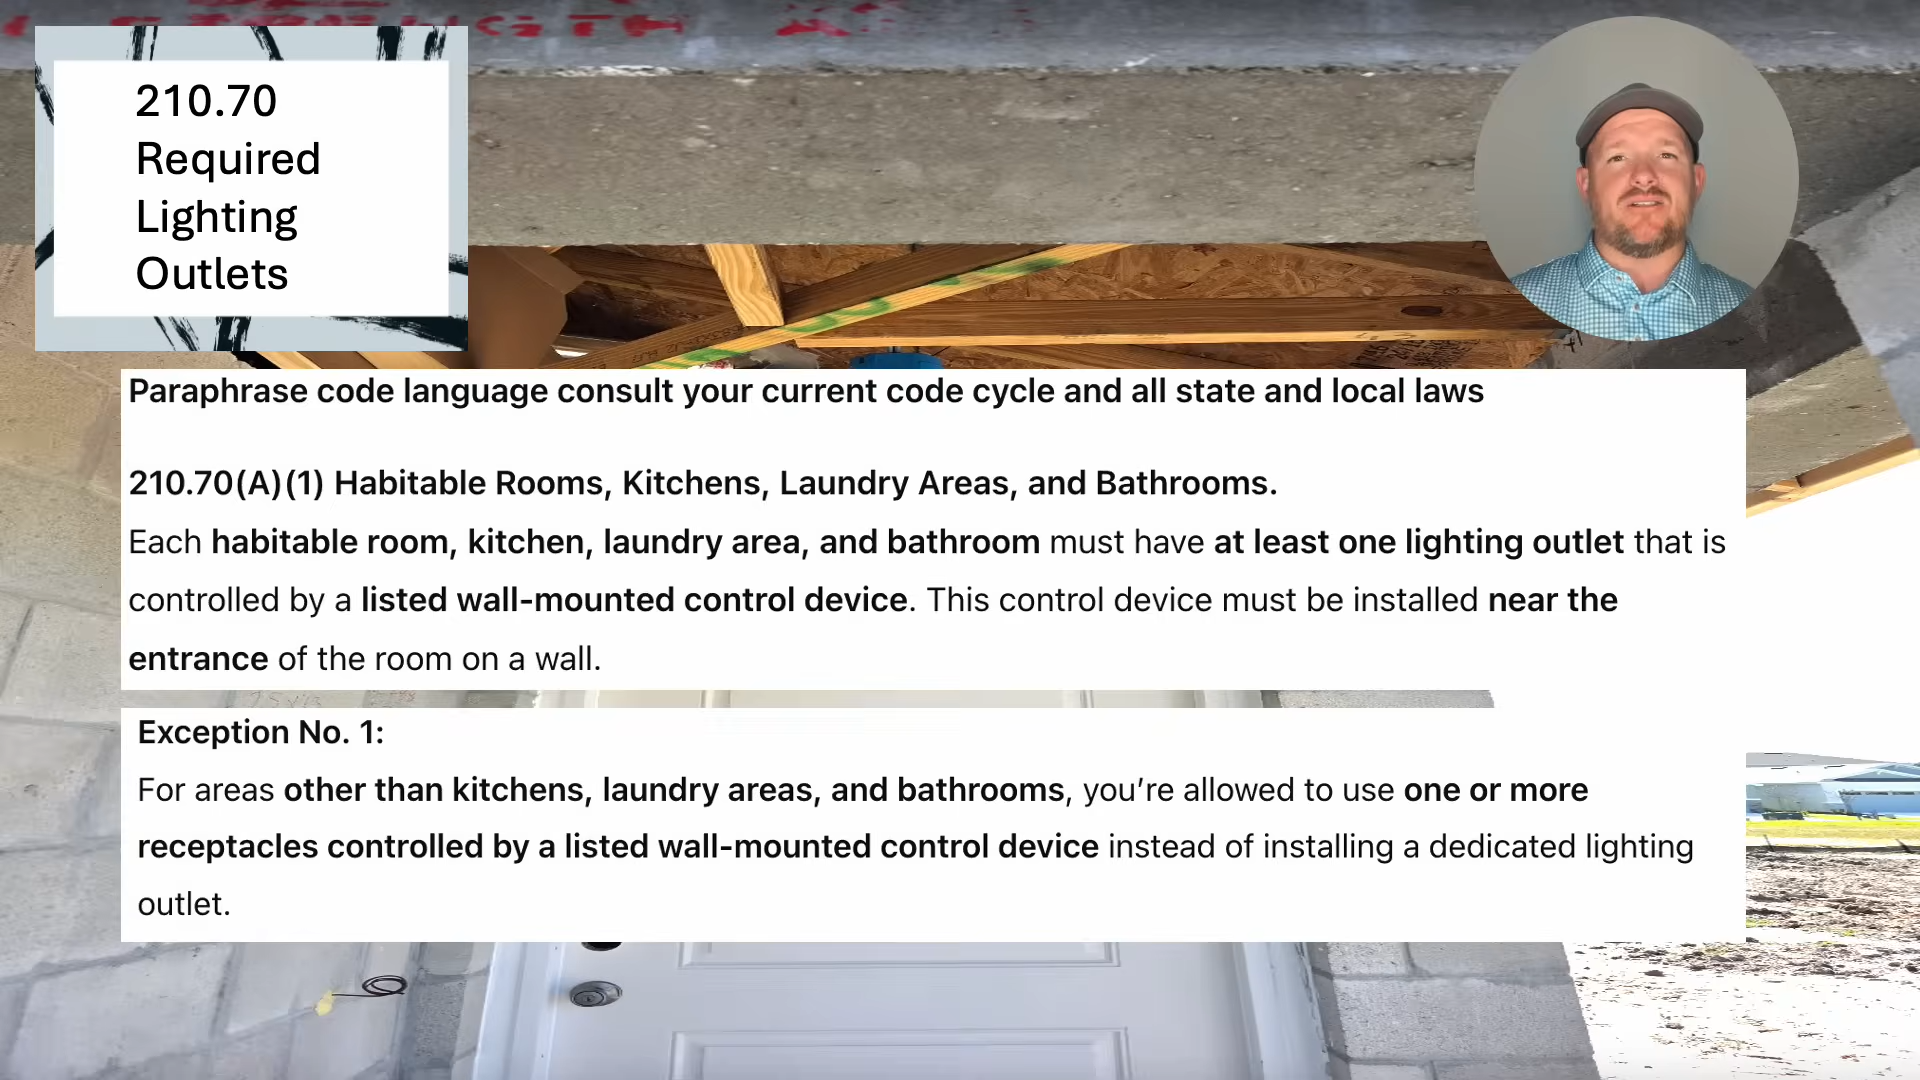 210.70
Required
Lighting
Outlets
Paraphrase code language consult your current code cycle and all state and local laws
210.70(A)(1) Habitable Rooms, Kitchens, Laundry Areas, and Bathrooms.
Each habitable room, kitchen, laundry area, and bathroom must have at least one lighting outlet that is
controlled by a listed wall-mounted control device. This control device must be installed near the
entrance of the room on a wall.
Exception No. 1:
For areas other than kitchens, laundry areas, and bathrooms, you’re allowed to use one or more
receptacles controlled by a listed wall-mounted control device instead of installing a dedicated lighting
outlet.